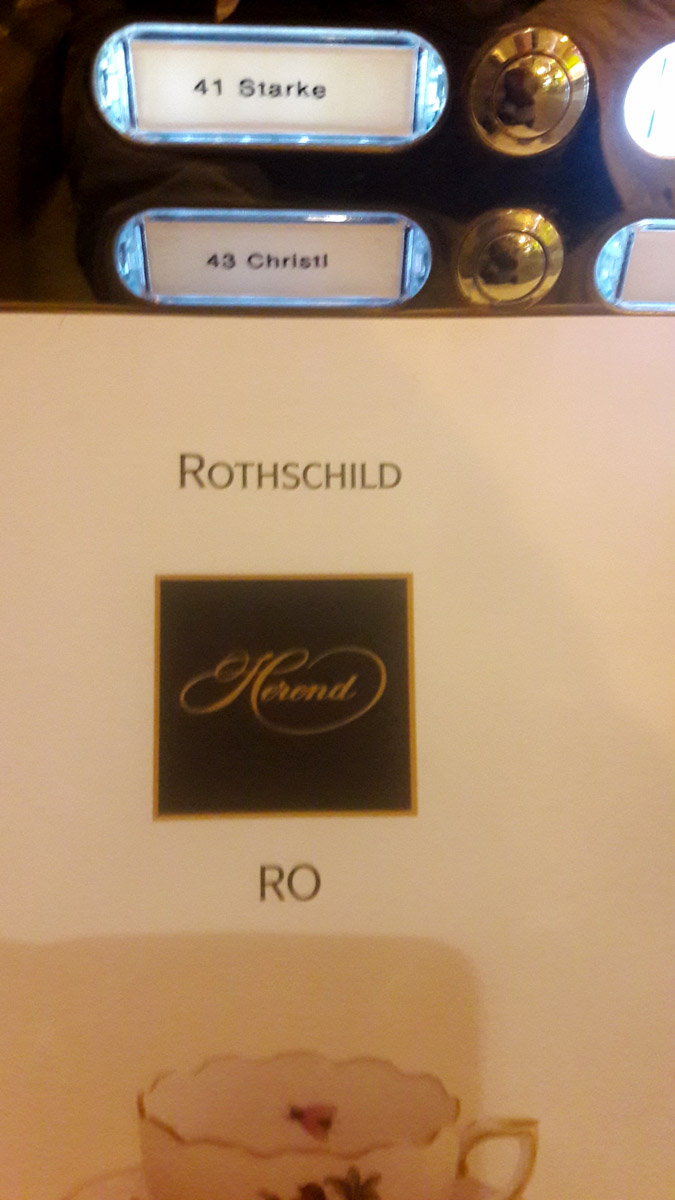 41 Starke
43 Christl
ROTHSCHILD
Herend
RO